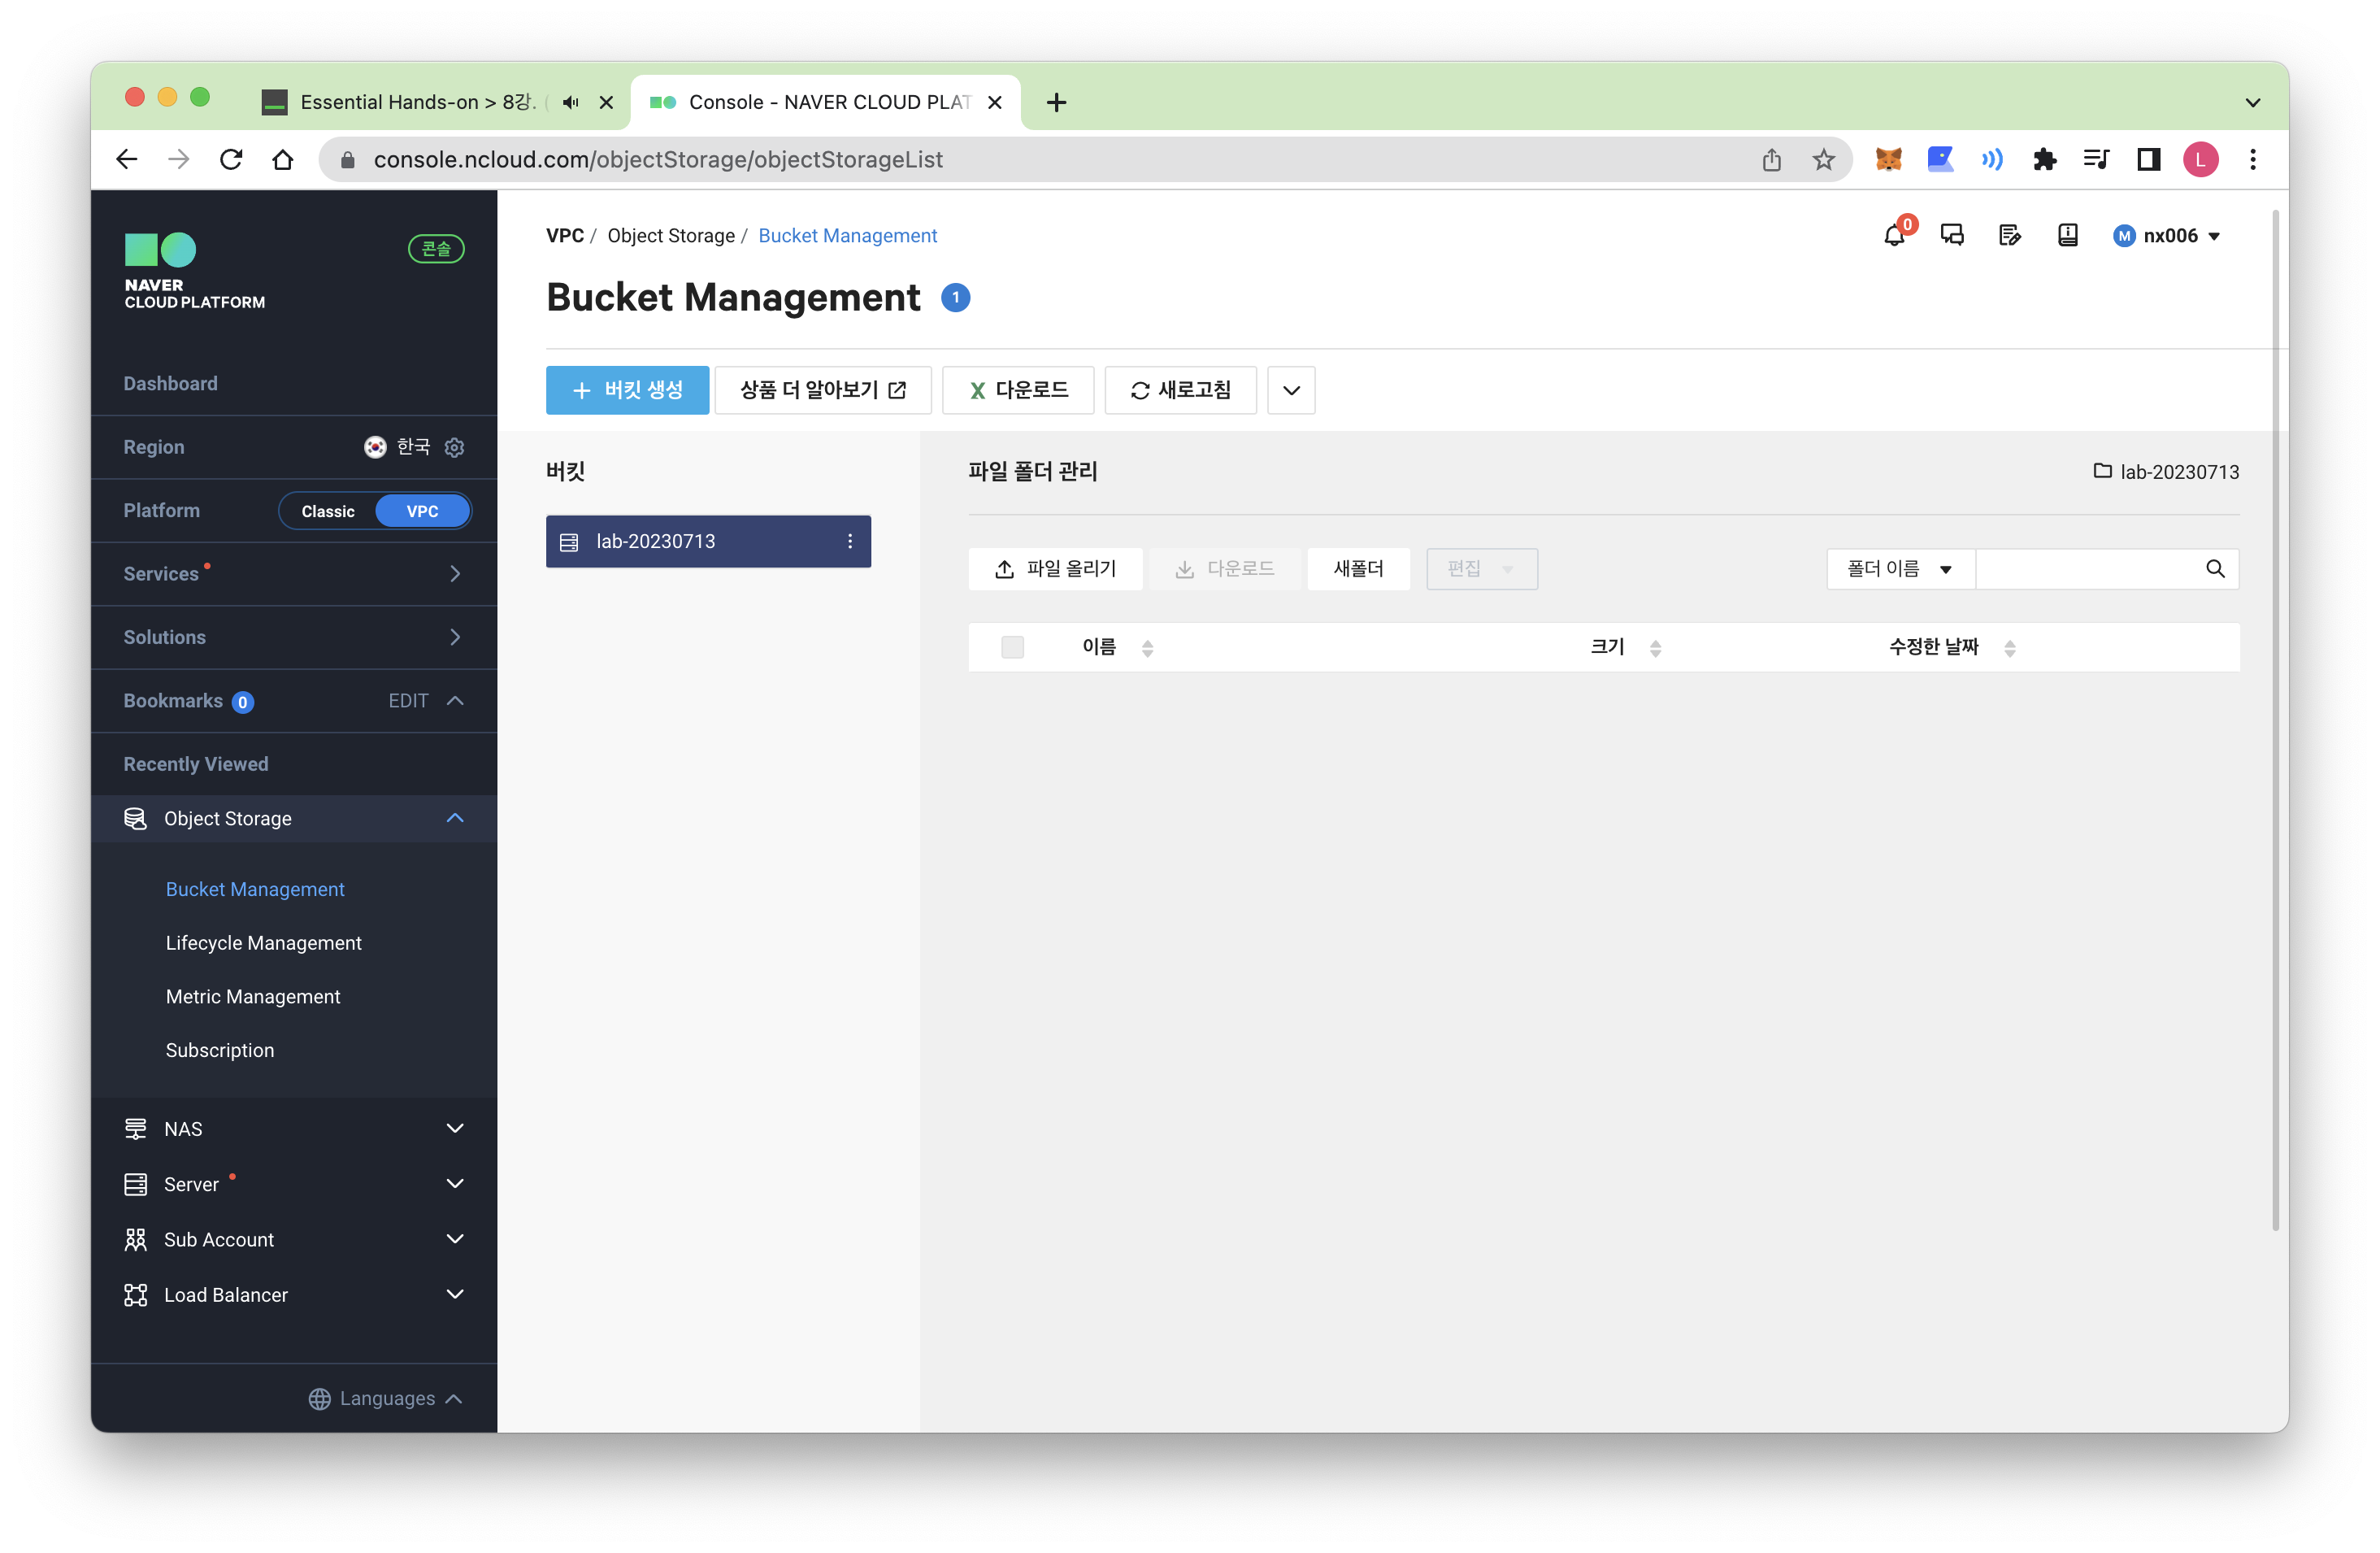 Essential Hands-on > 8강. (
Console - NAVER CLOUD PLAT
console.ncloud.com/objectStorage/objectStorageList
L
NAVER
CLOUD PLATFORM
콘솔
Dashboard
Region 한국
Platform Classic VPC
Services
Solutions
Bookmarks 0 EDIT
Recently Viewed
Object Storage
Bucket Management
Lifecycle Management
Metric Management
Subscription
NAS
Server
Sub Account
Load Balancer
Languages
VPC / Object Storage / Bucket Management
0
M nx006
Bucket Management 1
+ 버킷 생성 상품 더 알아보기 X 다운로드 새로고침
버킷
lab-20230713
파일 폴더 관리 lab-20230713
파일 올리기 다운로드 새폴더 편집 폴더 이름
이름 크기 수정한 날짜